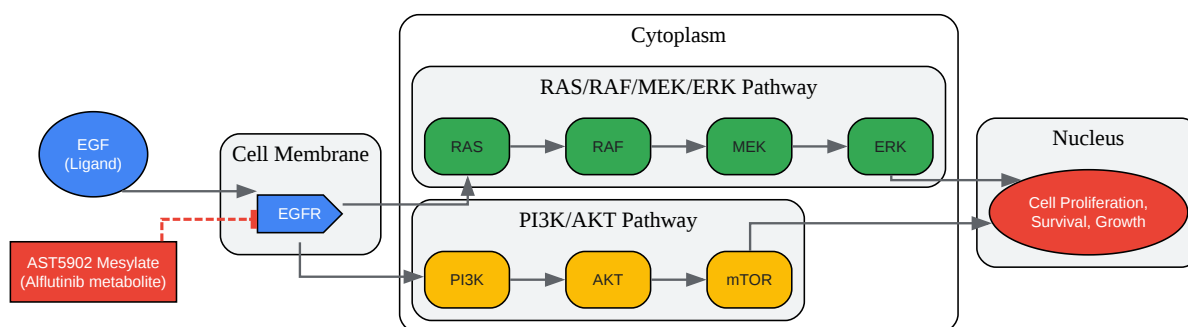 Cytoplasm
RAS/RAF/MEK/ERK Pathway
EGF
(Ligand)
Cell Membrane
RAS
RAF
MEK
ERK
Nucleus
EGFR
Cell Proliferation,
Survival, Growth
PI3K/AKT Pathway
AST5902 Mesylate
(Alflutinib metabolite)
PI3K
AKT
mTOR